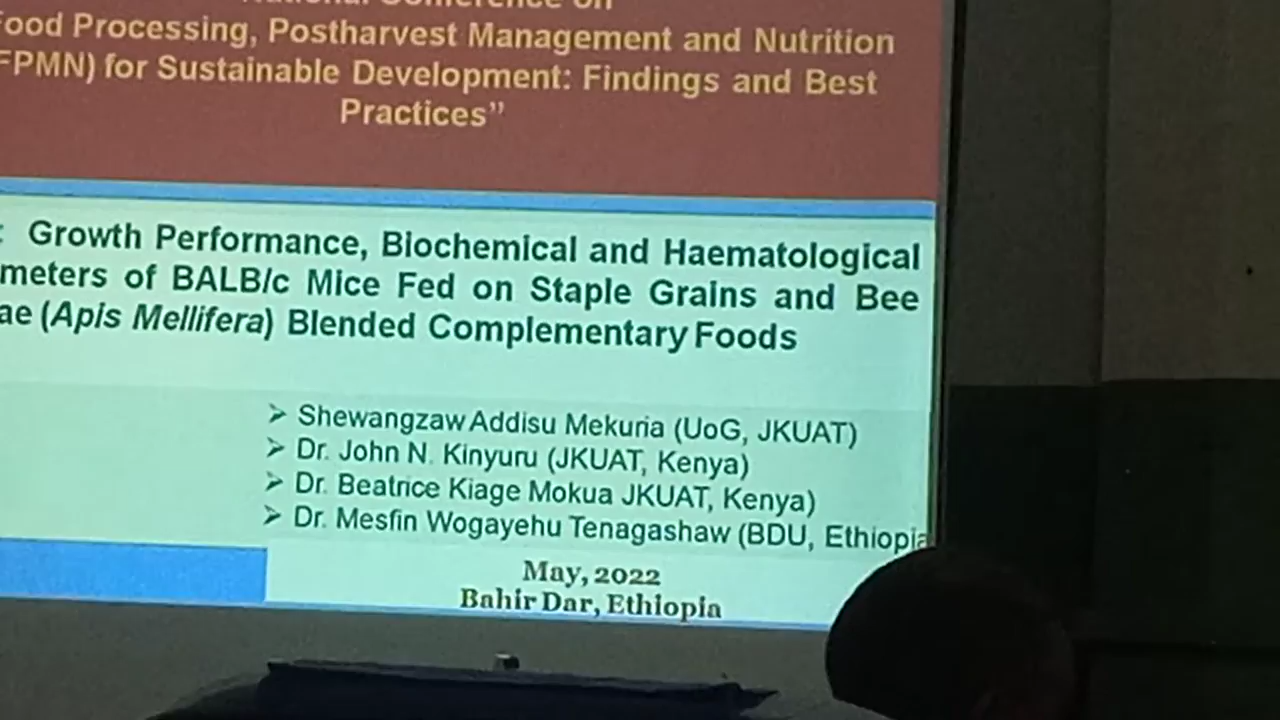 Conference on
ood Processing, Postharvest Management and Nutrition
FPMN) for Sustainable Development: Findings and Best
Practices”
: Growth Performance, Biochemical and Haematological
meters of BALB/c Mice Fed on Staple Grains and Bee
ae (Apis Mellifera) Blended Complementary Foods
➢ Shewangzaw Addisu Mekuria (UoG, JKUAT)
➢ Dr. John N. Kinyuru (JKUAT, Kenya)
➢ Dr. Beatrice Kiage Mokua JKUAT, Kenya)
➢ Dr. Mesfin Wogayehu Tenagashaw (BDU, Ethiopia
May, 2022
Bahir Dar, Ethiopia